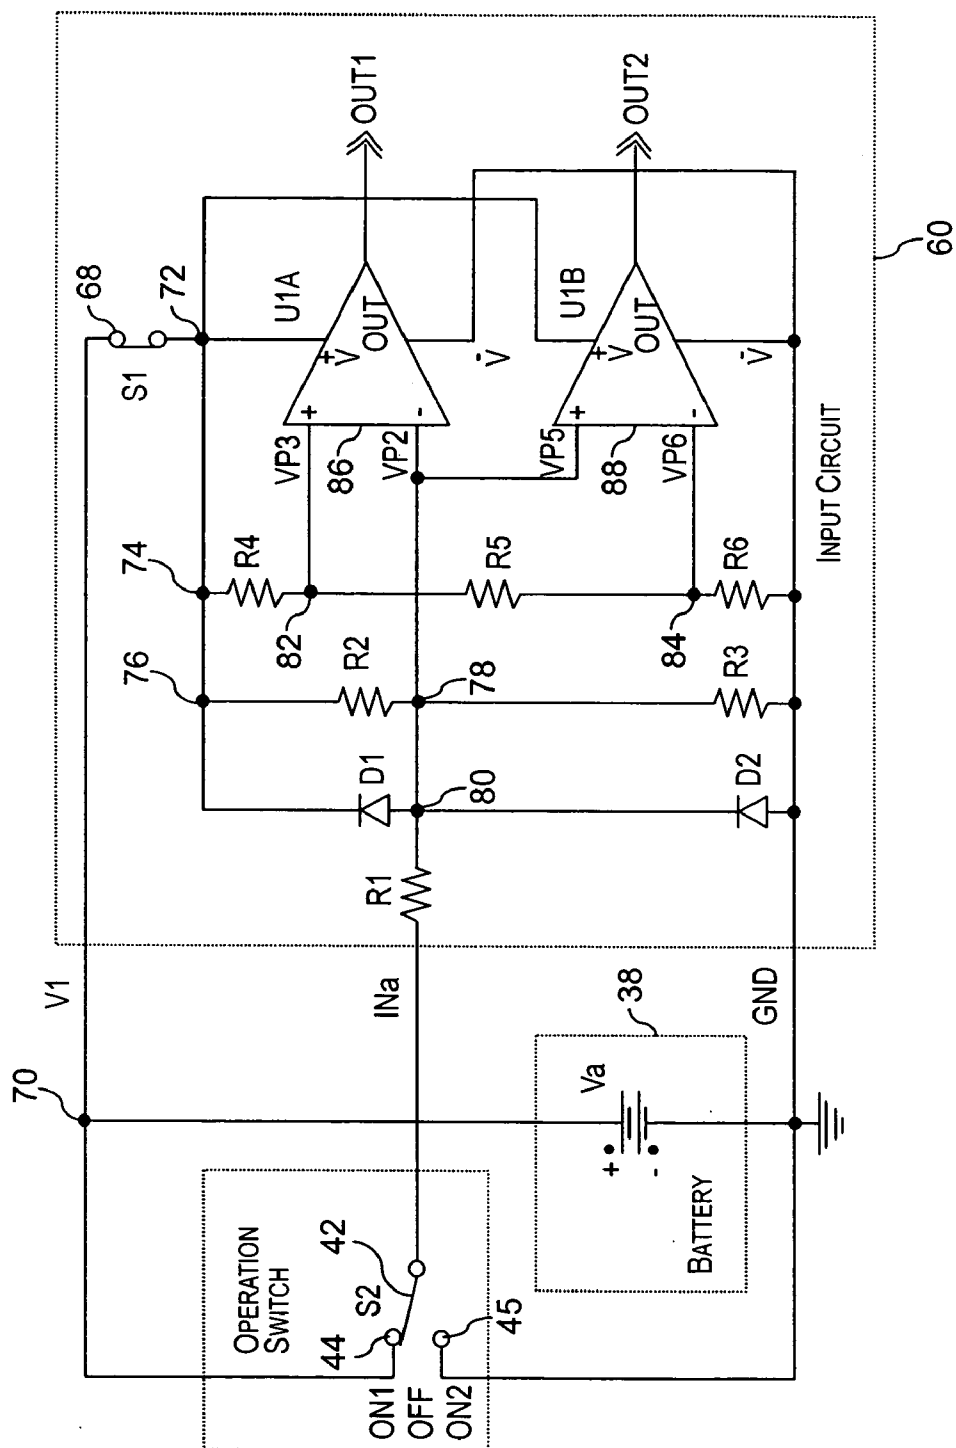 V1
70
68
S1
72
74
76
D1
80
R2
78
R4
82
R5
84
R6
R3
D2
R1
INa
VP3
+
86
VP2
-
+
V
OUT
-
V
U1A
OUT1
VP5
+
88
VP6
-
+
V
OUT
-
V
U1B
OUT2
60
INPUT CIRCUIT
GND
38
Va
+
-
BATTERY
OPERATION
SWITCH
44
S2
42
45
ON1
OFF
ON2